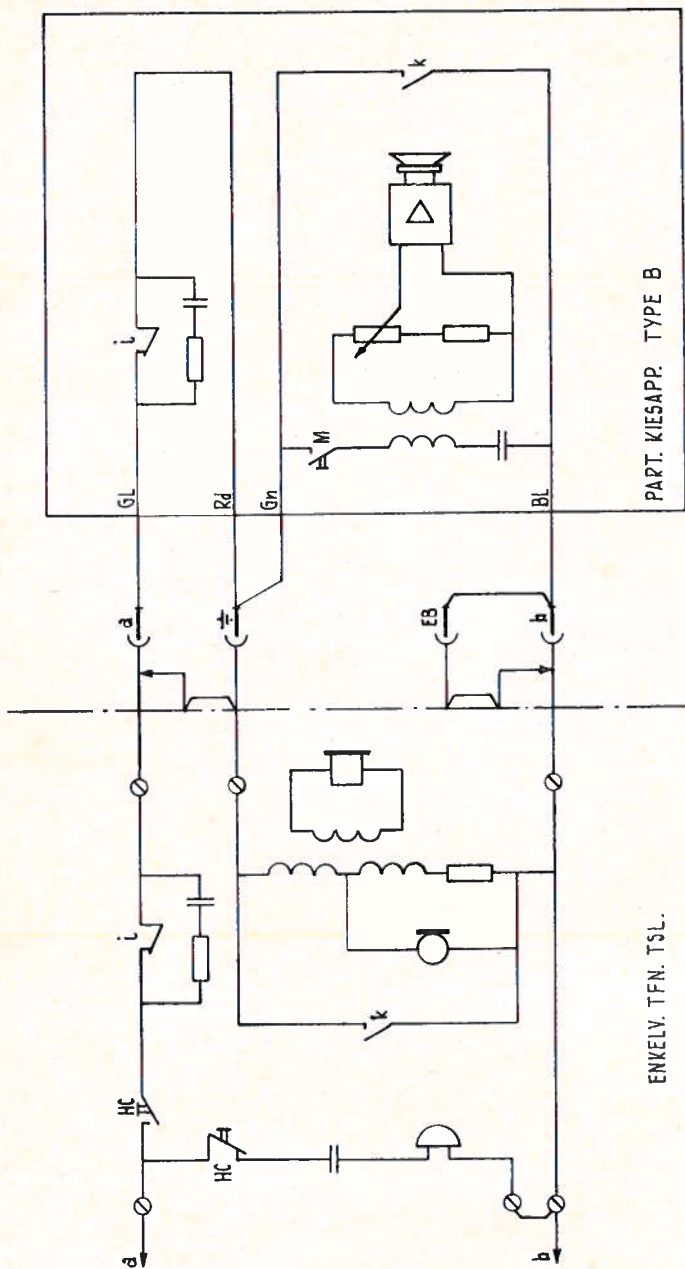 a
HC
HC
i
k
b
ENKELV. TFN. TSL.
a
EB
b
GL
Rd
Gn
BL
i
M
k
PART. KIESAPP. TYPE B